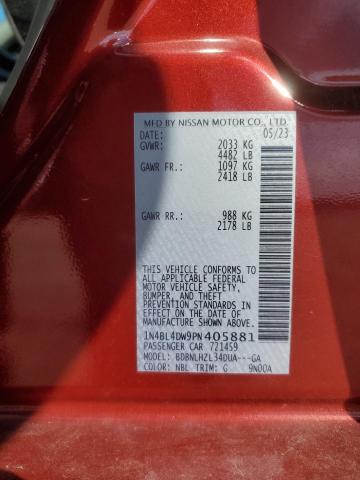 MFD BY NISSAN MOTOR CO., LTD.
DATE: 05/23
GVWR: 2033 KG
4482 LB
GAWR FR.: 1097 KG
2418 LB
GAWR RR.: 988 KG
2178 LB
THIS VEHICLE CONFORMS TO
ALL APPLICABLE FEDERAL
MOTOR VEHICLE SAFETY,
BUMPER, AND THEFT
PREVENTION STANDARDS IN
EFFECT ON THE DATE OF
MANUFACTURE SHOWN ABOVE.
1N4BL4DW9PN405881
PASSENGER CAR 721459
MODEL: BDBNLHZL34DUA---GA
COLOR: NBL TRIM: G 9N00A